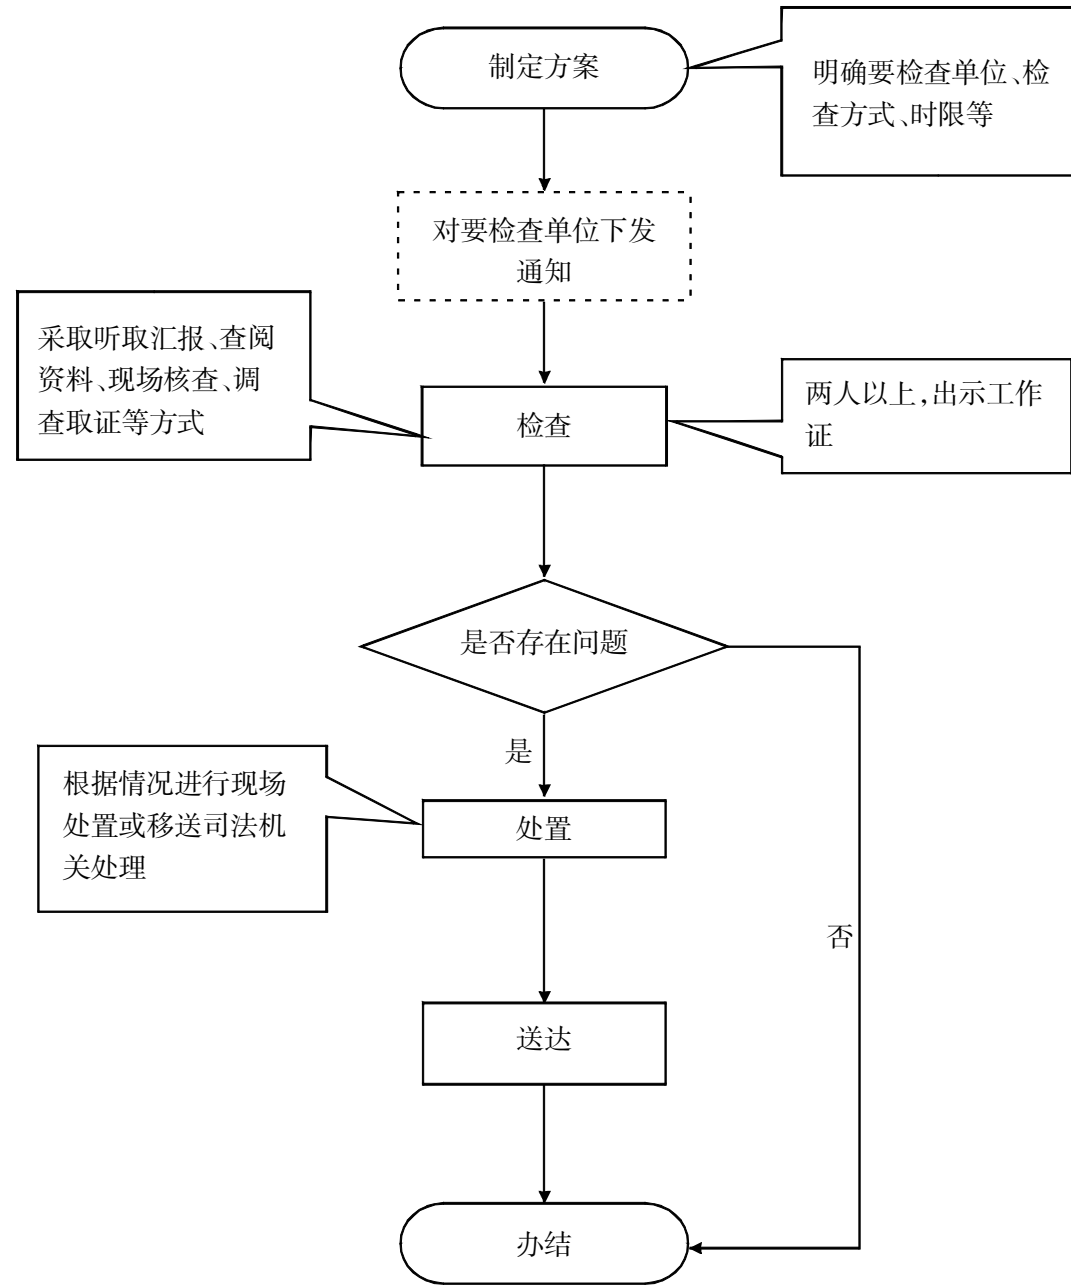 制定方案
明确要检查单位、检
查方式、时限等
对要检查单位下发
通知
采取听取汇报、查阅
资料、现场核查、调
查取证等方式
检查
两人以上,出示工作
证
是否存在问题
是
根据情况进行现场
处置或移送司法机
关处理
处置
否
送达
办结